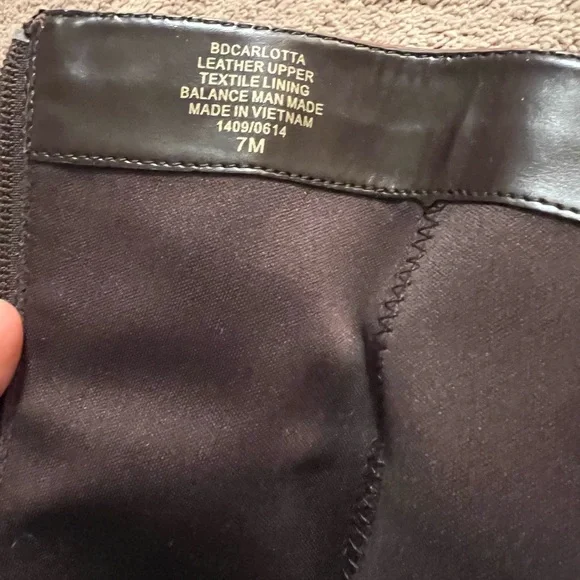 BDCARLOTTA
LEATHER UPPER
TEXTILE LINING
BALANCE MAN MADE
MADE IN VIETNAM
1409/0614
7M